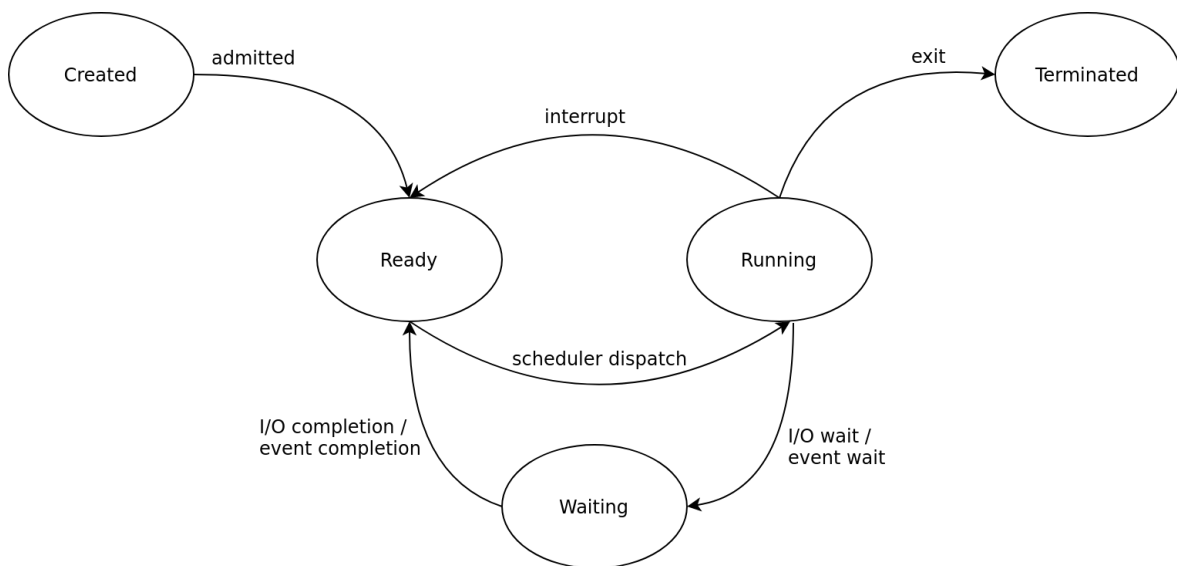 admitted
exit
Created
Terminated
interrupt
Ready
Running
scheduler dispatch
I/O completion /
event completion
I/O wait /
event wait
Waiting